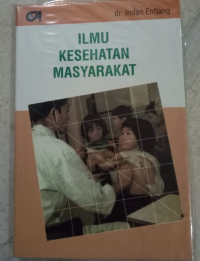 dr. Indan Entjang
ILMU
KESEHATAN
MASYARAKAT